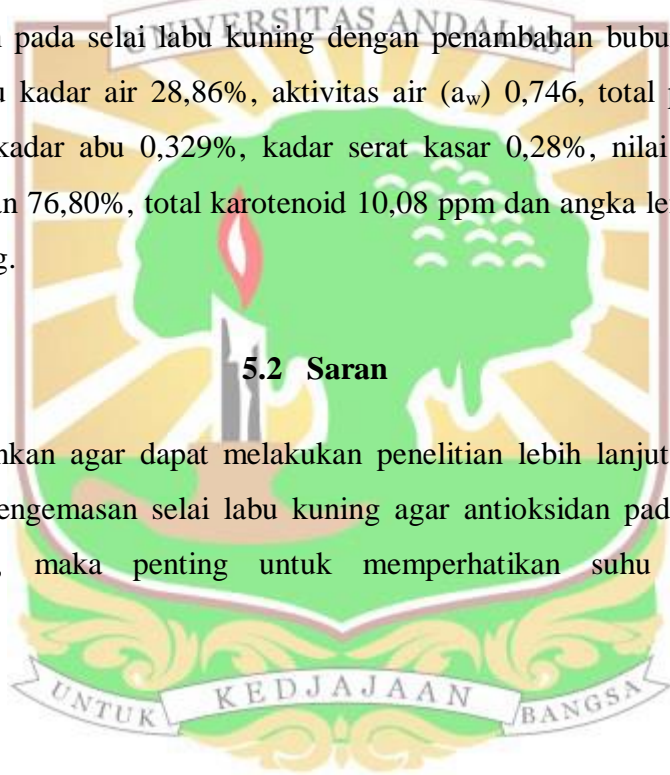 UNIVERSITAS ANDALAS
pada selai labu kuning dengan penambahan bubu
kadar air 28,86%, aktivitas air (aw) 0,746, total
kadar abu 0,329%, kadar serat kasar 0,28%, nilai
76,80%, total karotenoid 10,08 ppm dan angka le
5.2 Saran
nkan agar dapat melakukan penelitian lebih lanjut
engemasan selai labu kuning agar antioksidan pad
maka penting untuk memperhatikan suhu
UNTUK KEDJAJAAN BANGSA